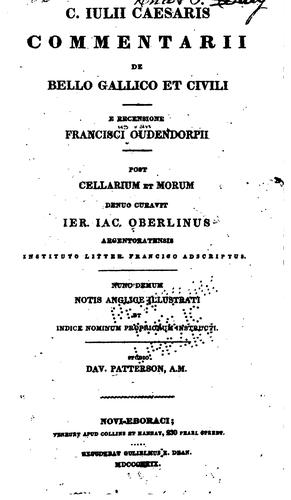 C. IULII CAESARIS
COMMENTARII
DE
BELLO GALLICO ET CIVILI
E RECENSIONE
FRANCISCI OUDENDORPII
POST
CELLARIUM ET MORUM
DENUO CURAVIT
IER. IAC. OBERLINUS
ARGENTORATENSIS
INSTITUTO LITTER. FRANCICO ADSCRIPTUS.
NUNC DEMUM
NOTIS ANGLICE ILLUSTRATI
ET
INDICE NOMINUM PROPRIORUM INSTRUCTI.
STUDIO
DAV. PATTERSON, A.M.
NOVI-EBORACI;
VENEUNT APUD COLLINS ET HANNAY, 230 PEARL STREET.
EXCUDEBAT GULIELMUS E. DEAN.